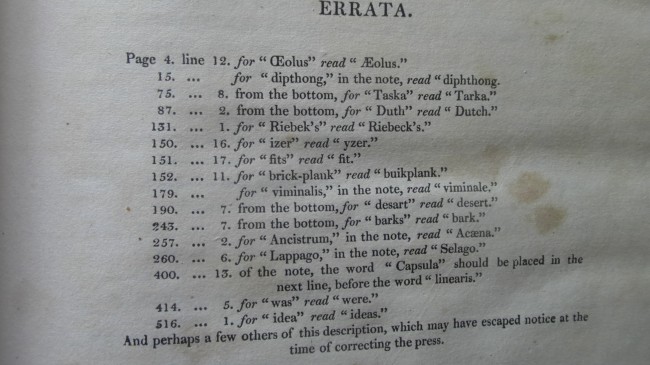 ERRATA.
Page 4. line 12. for “Œolus” read “Æolus.”
15. ... for “dipthong,” in the note, read “diphthong.
75. ... 8. from the bottom, for “Taska” read “Tarka.”
87. ... 2. from the bottom, for “Duth” read “Dutch.”
131. ... 1. for “Riebek's” read “Riebeck's.”
150. ... 16. for “izer” read “yzer.”
151. ... 17. for “fits” read “fit.”
152. ... 11. for “brick-plank” read “buikplank.”
179. ... for “viminalis,” in the note, read “viminale.”
190. ... 7. from the bottom, for “desart” read “desert.”
243. ... 7. from the bottom, for “barks” read “bark.”
257. ... 2. for “Ancistrum,” in the note, read “Acæna.”
260. ... 6. for “Lappago,” in the note, read “Selago.”
400. ... 13. of the note, the word “Capsula” should be placed in the
next line, before the word “linearis.”
414. ... 5. for “was” read “were.”
516. ... 1. for “idea” read “ideas.”
And perhaps a few others of this description, which may have escaped notice at the
time of correcting the press.